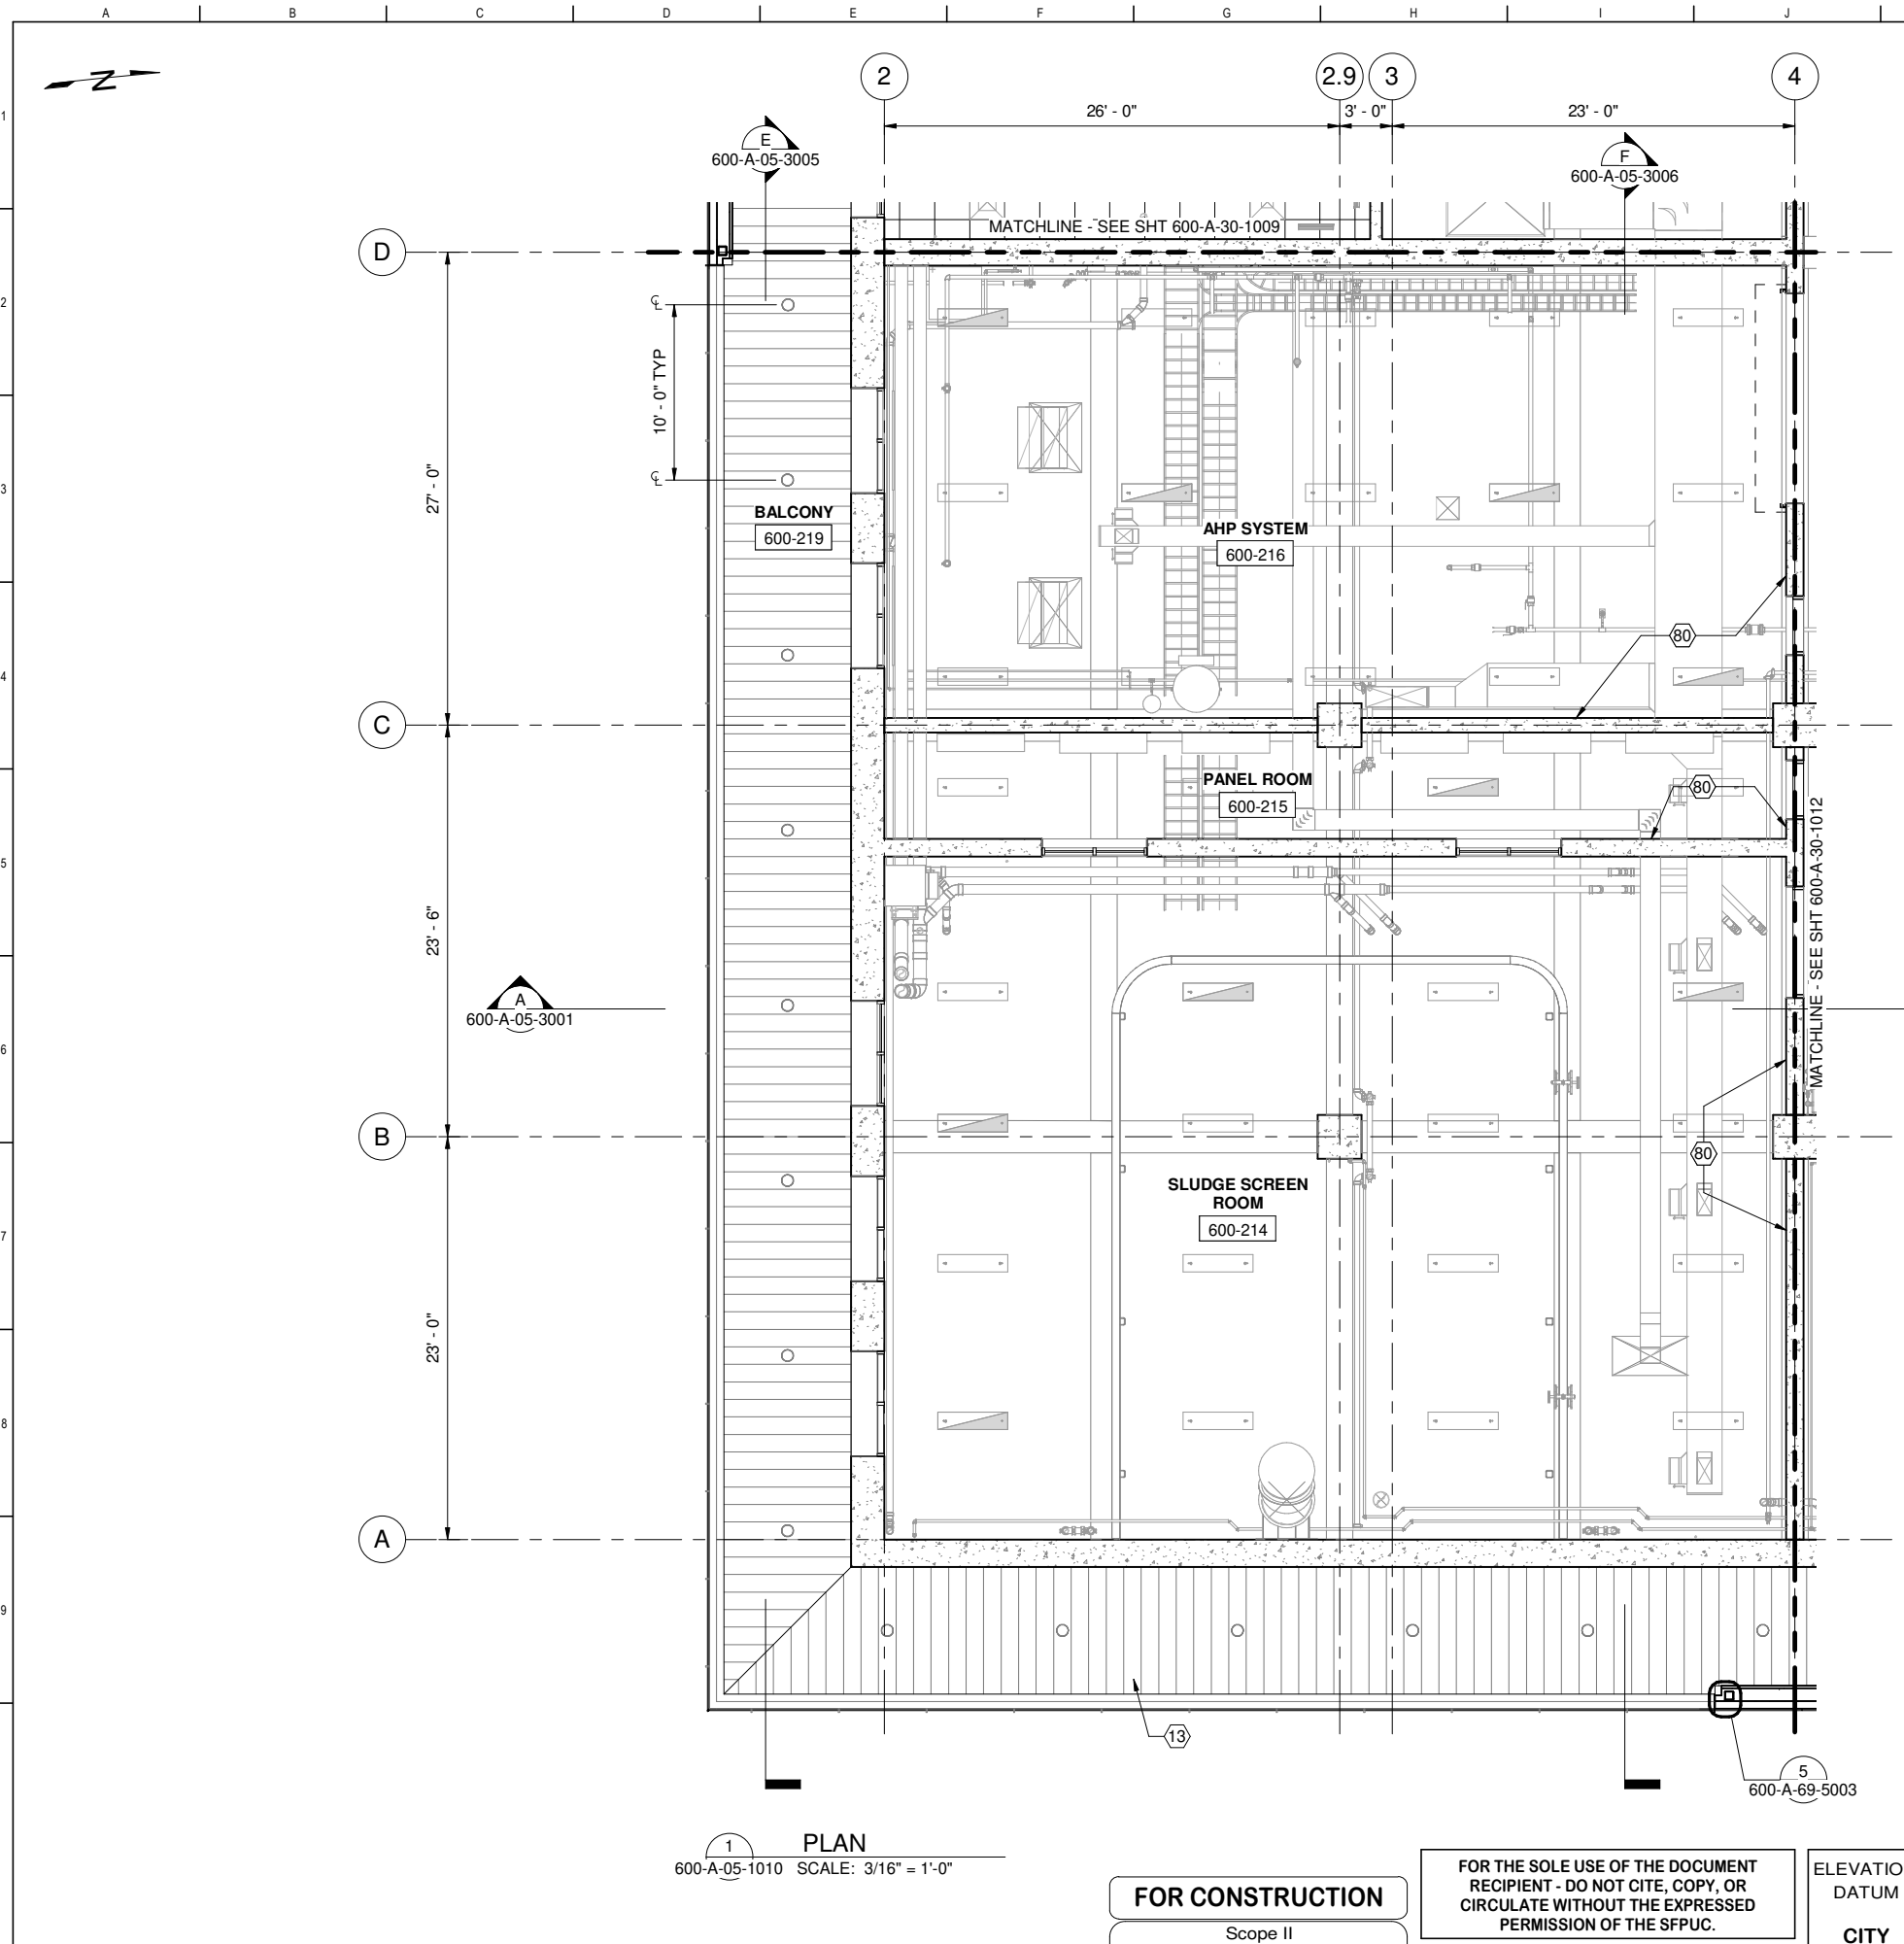 A B C D E F G H I J
N
2 2.9 3 4
1
26' - 0" 3' - 0" 23' - 0"
E
600-A-05-3005
F
600-A-05-3006
MATCHLINE - SEE SHT 600-A-30-1009
D
2
10' - 0" TYP
27' - 0"
3
BALCONY
600-219
AHP SYSTEM
600-216
80
4
C
PANEL ROOM
600-215
80
MATCHLINE - SEE SHT 600-A-30-1012
5
23' - 6"
A
600-A-05-3001
6
B
80
SLUDGE SCREEN
ROOM
600-214
7
23' - 0"
8
A
9
13
5
600-A-69-5003
1
PLAN
600-A-05-1010 SCALE: 3/16" = 1'-0"
FOR CONSTRUCTION
Scope II
FOR THE SOLE USE OF THE DOCUMENT
RECIPIENT - DO NOT CITE, COPY, OR
CIRCULATE WITHOUT THE EXPRESSED
PERMISSION OF THE SFPUC.
ELEVATIO
DATUM
CITY